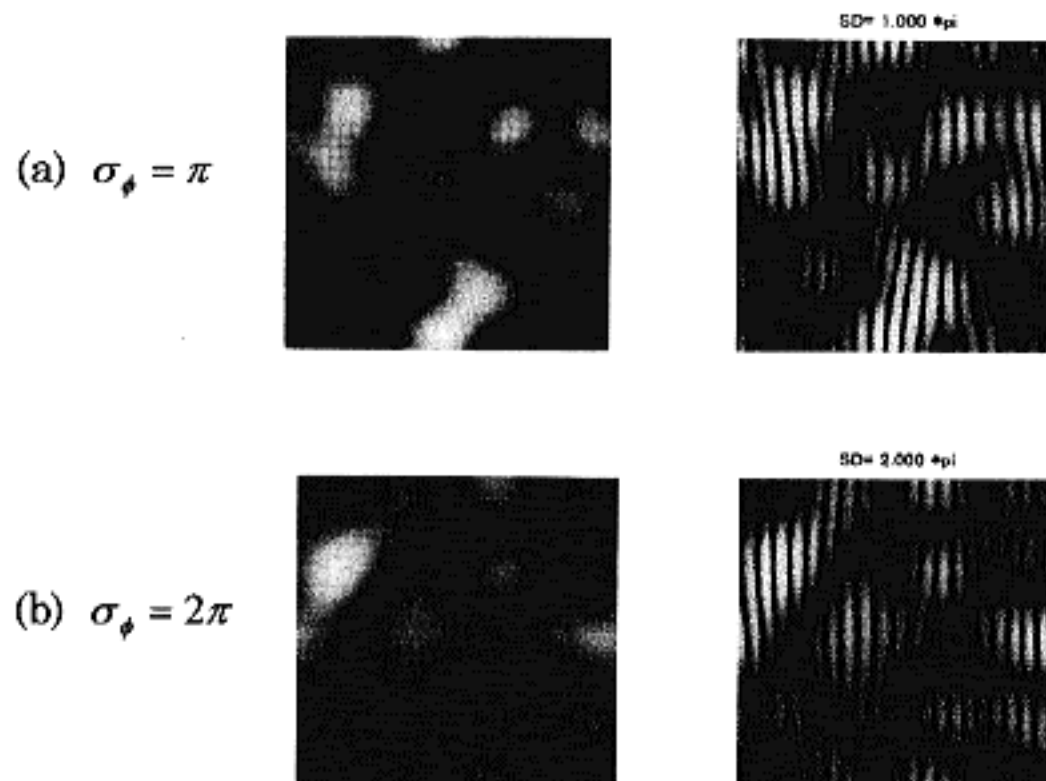 SD= 1.000 *pi
(a) σ_ϕ = π
SD= 2.000 *pi
(b) σ_ϕ = 2π